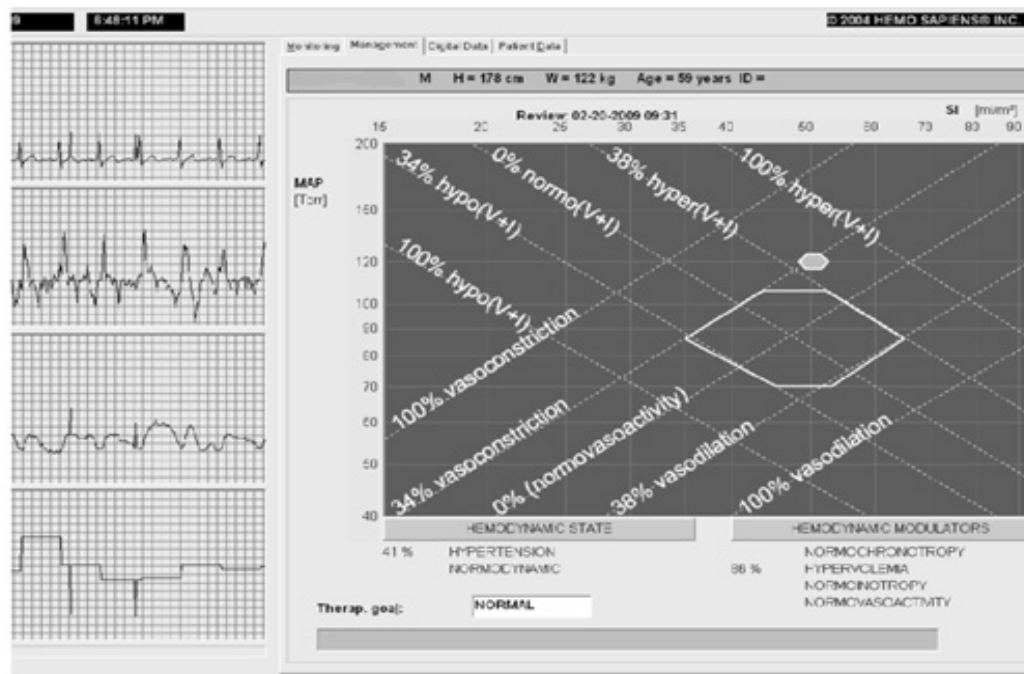 9 6:48:11 PM © 2004 HEMO SAPIENS® INC.
Monitoring Management Digital Data Patient Data
M H = 178 cm W = 122 kg Age = 59 years ID =
Review: 02-20-2009 09:31 SI [ml/m²]
15 20 25 30 35 40 50 60 70 80 90
MAP
[Torr]
200
150
120
100
90
80
70
60
50
40
34% hypo(V+I)
0% normo(V+I)
38% hyper(V+I)
100% hyper(V+I)
100% hypo(V+I)
100% vasoconstriction
34% vasoconstriction
0% (normovasoactivity)
38% vasodilation
100% vasodilation
HEMODYNAMIC STATE HEMODYNAMIC MODULATORS
41 % HYPERTENSION NORMOCHRONOTROPY
NORMODYNAMIC 86 % HYPERVOLEMIA
NORMOINOTROPY
Therap. goal: NORMAL NORMOVASOACTIVITY